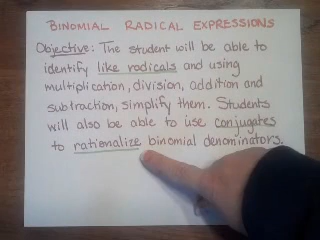 BINOMIAL RADICAL EXPRESSIONS
Objective: The student will be able to
identify like radicals and using
multiplication, division, addition and
subtraction, simplify them. Students
will also be able to use conjugates
to rationalize binomial denominators.